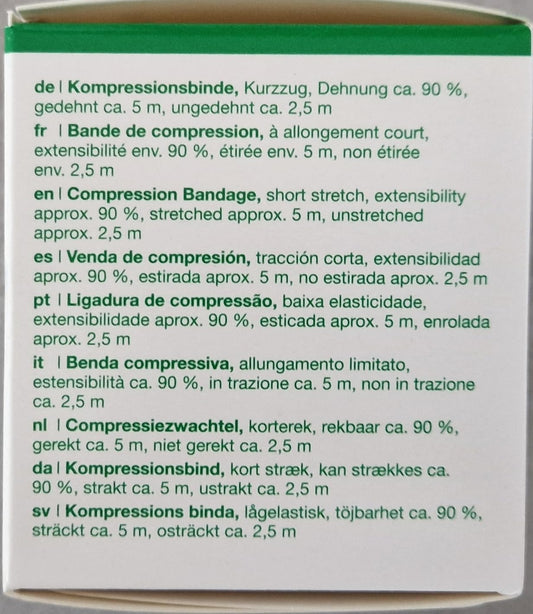 de | Kompressionsbinde, Kurzzug, Dehnung ca. 90 %,
gedehnt ca. 5 m, ungedehnt ca. 2,5 m
fr | Bande de compression, à allongement court,
extensibilité env. 90 %, étirée env. 5 m, non étirée
env. 2,5 m
en | Compression Bandage, short stretch, extensibility
approx. 90 %, stretched approx. 5 m, unstretched
approx. 2,5 m
es | Venda de compresión, tracción corta, extensibilidad
aprox. 90 %, estirada aprox. 5 m, no estirada aprox. 2,5 m
pt | Ligadura de compressão, baixa elasticidade,
extensibilidade aprox. 90 %, esticada aprox. 5 m, enrolada
aprox. 2,5 m
it | Benda compressiva, allungamento limitato,
estensibilità ca. 90 %, in trazione ca. 5 m, non in trazione
ca. 2,5 m
nl | Compressiezwachtel, korterek, rekbaar ca. 90 %,
gerekt ca. 5 m, niet gerekt ca. 2,5 m
da | Kompressionsbind, kort stræk, kan strækkes ca.
90 %, strakt ca. 5 m, ustrakt ca. 2,5 m
sv | Kompressions binda, lågelastisk, töjbarhet ca. 90 %,
sträckt ca. 5 m, osträckt ca. 2,5 m